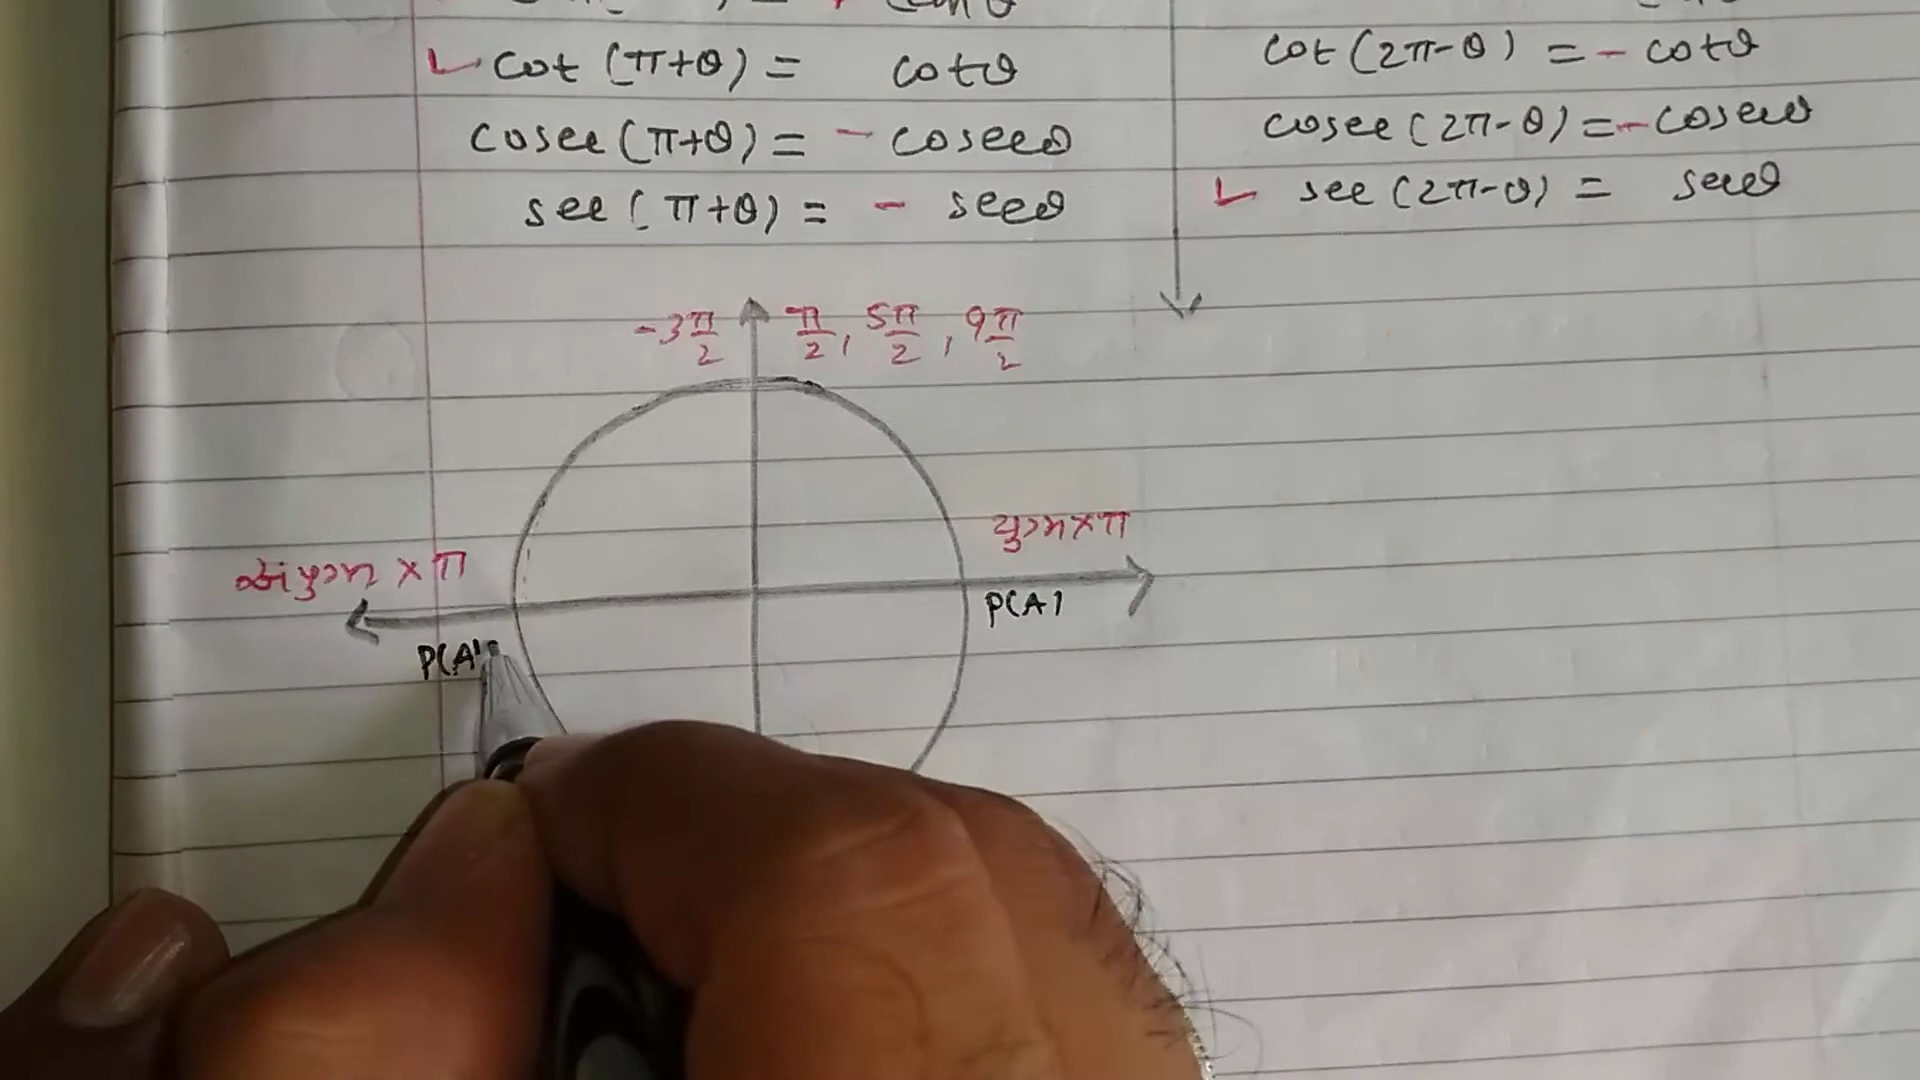 cot (π+θ) = cotθ
cosec (π+θ) = - cosecθ
sec (π+θ) = - secθ
cot (2π-θ) = - cotθ
cosec (2π-θ) = - cosecθ
sec (2π-θ) = secθ
-3π/2 π/2, 5π/2, 9π/2
π×યુગ્મ
π
P(A)
P(A'